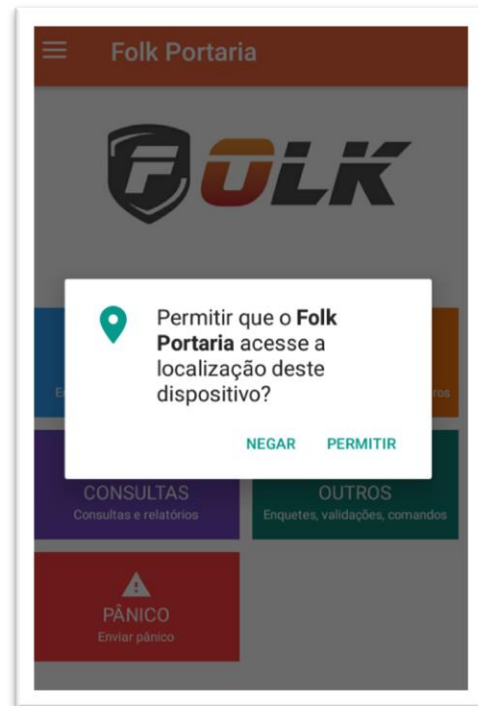 Folk Portaria
FOLK
Permitir que o Folk
Portaria acesse a
localização deste
dispositivo?
NEGAR PERMITIR
CONSULTAS
Consultas e relatórios
OUTROS
Enquetes, validações, comandos
PÂNICO
Enviar pânico